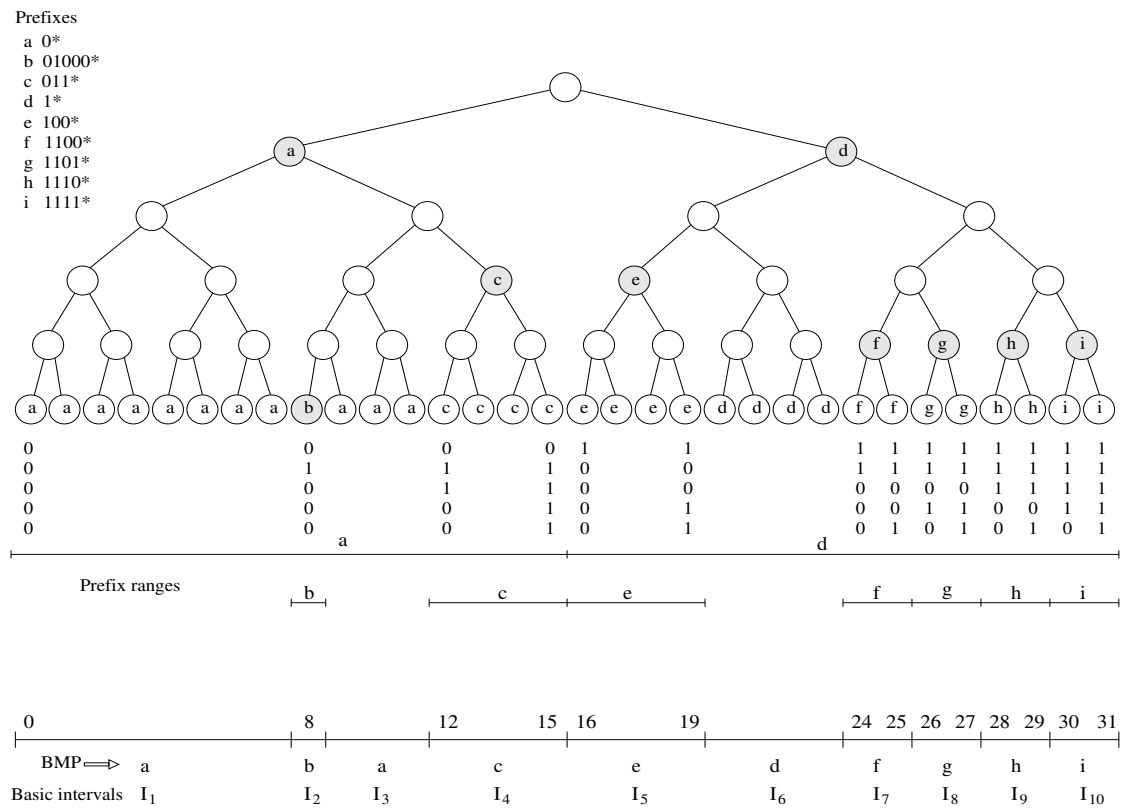 Prefixes
a 0*
b 01000*
c 011*
d 1*
e 100*
f 1100*
g 1101*
h 1110*
i 1111*
a d
c e
f g h i
a a a a a a a a b a a a c c c c e e e e d d d d f f g g h h i i
0 0 0 0 1 1 1 1 1 1 1 1 1 1
0 1 1 1 0 0 1 1 1 1 1 1 1 1
0 0 1 1 0 0 0 0 0 0 1 1 1 1
0 0 0 1 0 1 0 0 1 1 0 0 1 1
0 0 0 1 0 1 0 1 0 1 0 1 0 1
a d
Prefix ranges b c e f g h i
0 8 12 15 16 19 24 25 26 27 28 29 30 31
BMP a b a c e d f g h i
Basic intervals I1 I2 I3 I4 I5 I6 I7 I8 I9 I10